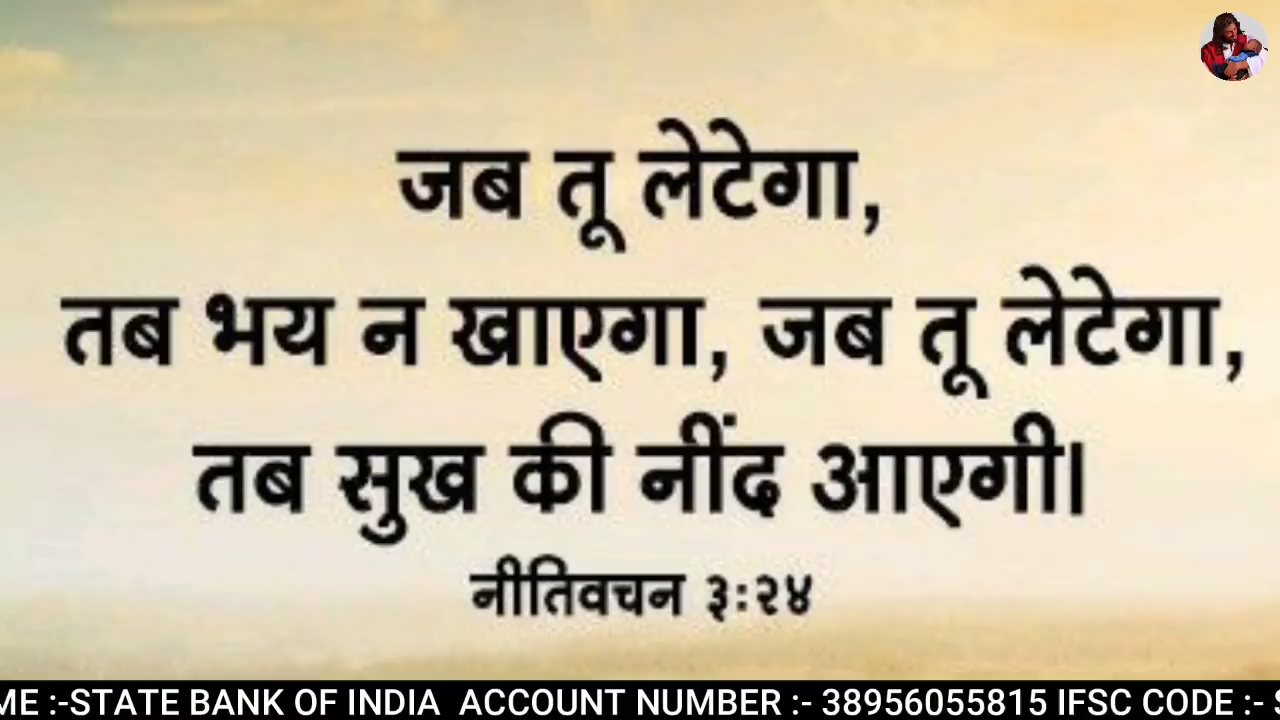 जब तू लेटेगा,
तब भय न खाएगा, जब तू लेटेगा,
तब सुख की नींद आएगी।
नीतिवचन ३:२४
ME :-STATE BANK OF INDIA ACCOUNT NUMBER :- 38956055815 IFSC CODE :-